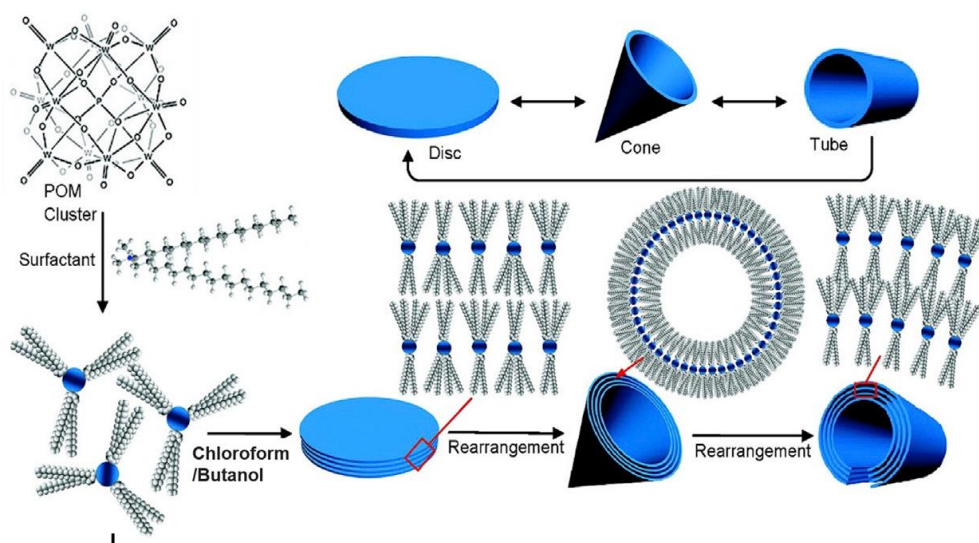 POM
Cluster
Surfactant
Disc
Cone
Tube
Chloroform
/Butanol
Rearrangement
Rearrangement